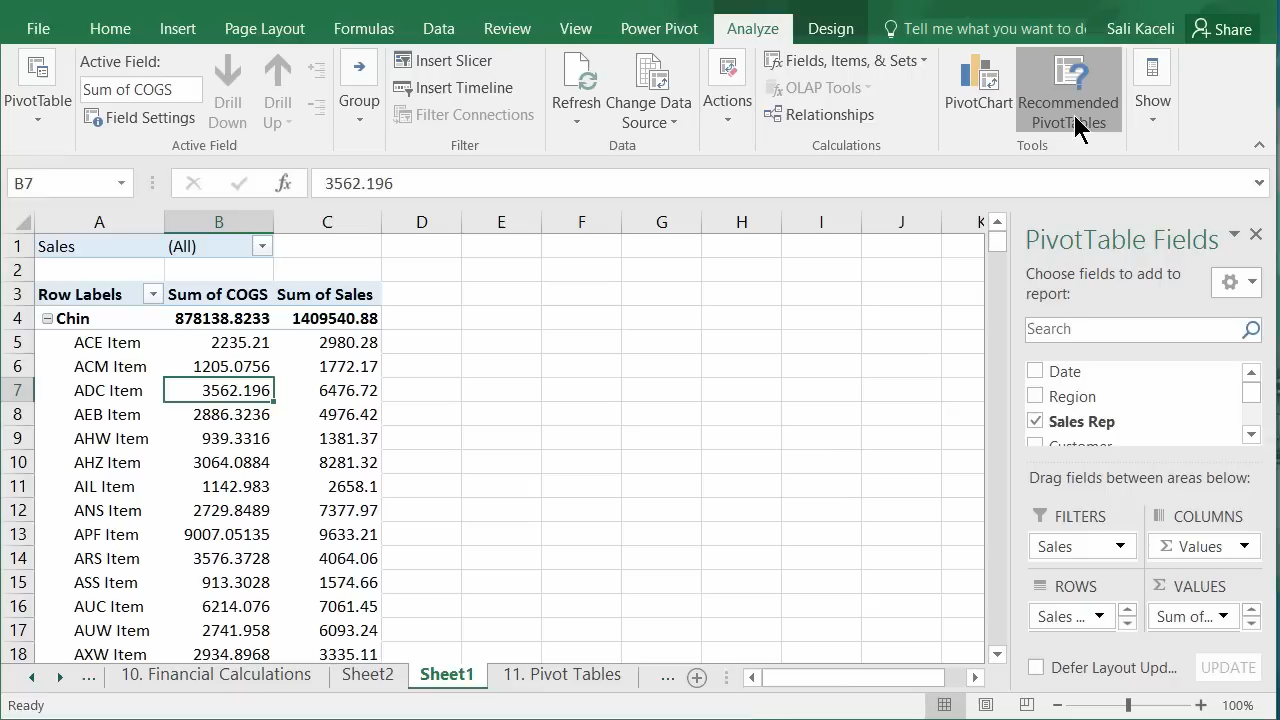 File Home Insert Page Layout Formulas Data Review View Power Pivot Analyze Design Tell me what you want to d Sali Kaceli Share
PivotTable
Active Field:
Sum of COGS
Field Settings
Drill Down
Drill Up
Active Field
Group
Insert Slicer
Insert Timeline
Filter Connections
Filter
Refresh
Change Data Source
Data
Actions
Fields, Items, & Sets
OLAP Tools
Relationships
Calculations
PivotChart
Recommended PivotTables
Tools
Show
B7 fx 3562.196
A B C D E F G H I J K
1 Sales (All)
2
3 Row Labels Sum of COGS Sum of Sales
4 Chin 878138.8233 1409540.88
5 ACE Item 2235.21 2980.28
6 ACM Item 1205.0756 1772.17
7 ADC Item 3562.196 6476.72
8 AEB Item 2886.3236 4976.42
9 AHW Item 939.3316 1381.37
10 AHZ Item 3064.0884 8281.32
11 AIL Item 1142.983 2658.1
12 ANS Item 2729.8489 7377.97
13 APF Item 9007.05135 9633.21
14 ARS Item 3576.3728 4064.06
15 ASS Item 913.3028 1574.66
16 AUC Item 6214.076 7061.45
17 AUW Item 2741.958 6093.24
18 AXW Item 2934.8968 3335.11
PivotTable Fields
Choose fields to add to
report:
Search
Date
Region
Sales Rep
Customer
Drag fields between areas below:
FILTERS COLUMNS
Sales Σ Values
ROWS Σ VALUES
Sales ... Sum of...
Defer Layout Upd... UPDATE
... 10. Financial Calculations Sheet2 Sheet1 11. Pivot Tables ...
Ready 100%